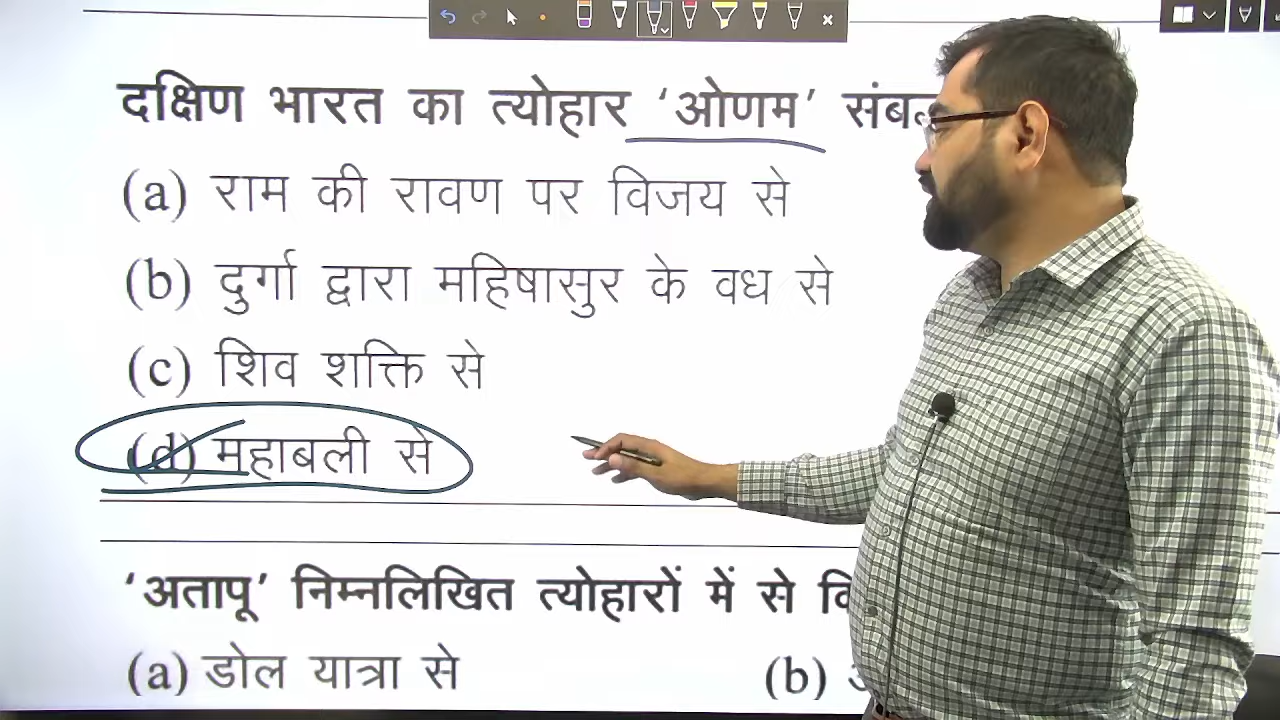 दक्षिण भारत का त्योहार 'ओणम'
(a) राम की रावण पर विजय से
(b) दुर्गा द्वारा महिषासुर के वध से
(c) शिव शक्ति से
(d) महाबली से
'अतापू' निम्नलिखित त्योहारों में से
(a) डोल यात्रा से
(b)